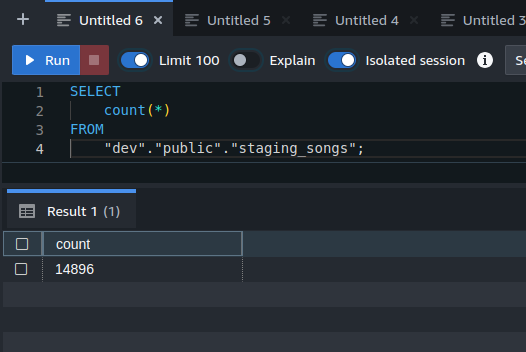 + Untitled 6 × Untitled 5 × Untitled 4 × Untitled 3
Run Limit 100 Explain Isolated session i Se
1 SELECT
2 count(*)
3 FROM
4 "dev"."public"."staging_songs";
Result 1 (1)
count
14896